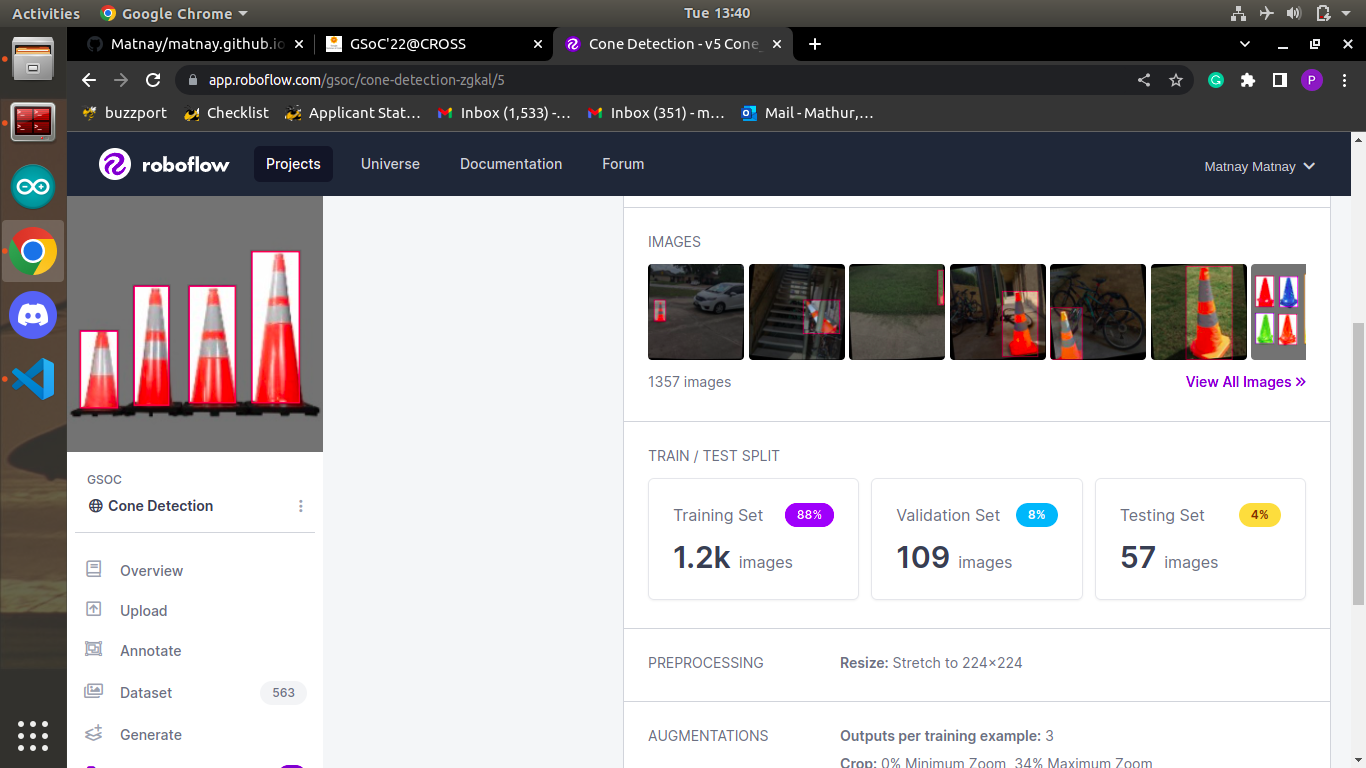 Activities Google Chrome Tue 13:40
Matnay/matnay.github.io GSoC'22@CROSS Cone Detection - v5 Cone_
app.roboflow.com/gsoc/cone-detection-zgkal/5 P
buzzport Checklist Applicant Stat... Inbox (1,533) -... Inbox (351) - m... Mail - Mathur,...
roboflow Projects Universe Documentation Forum Matnay Matnay
GSOC
Cone Detection
Overview
Upload
Annotate
Dataset 563
Generate
IMAGES
1357 images View All Images »
TRAIN / TEST SPLIT
Training Set 88% Validation Set 8% Testing Set 4%
1.2k images 109 images 57 images
PREPROCESSING Resize: Stretch to 224×224
AUGMENTATIONS Outputs per training example: 3
Crop: 0% Minimum Zoom, 34% Maximum Zoom